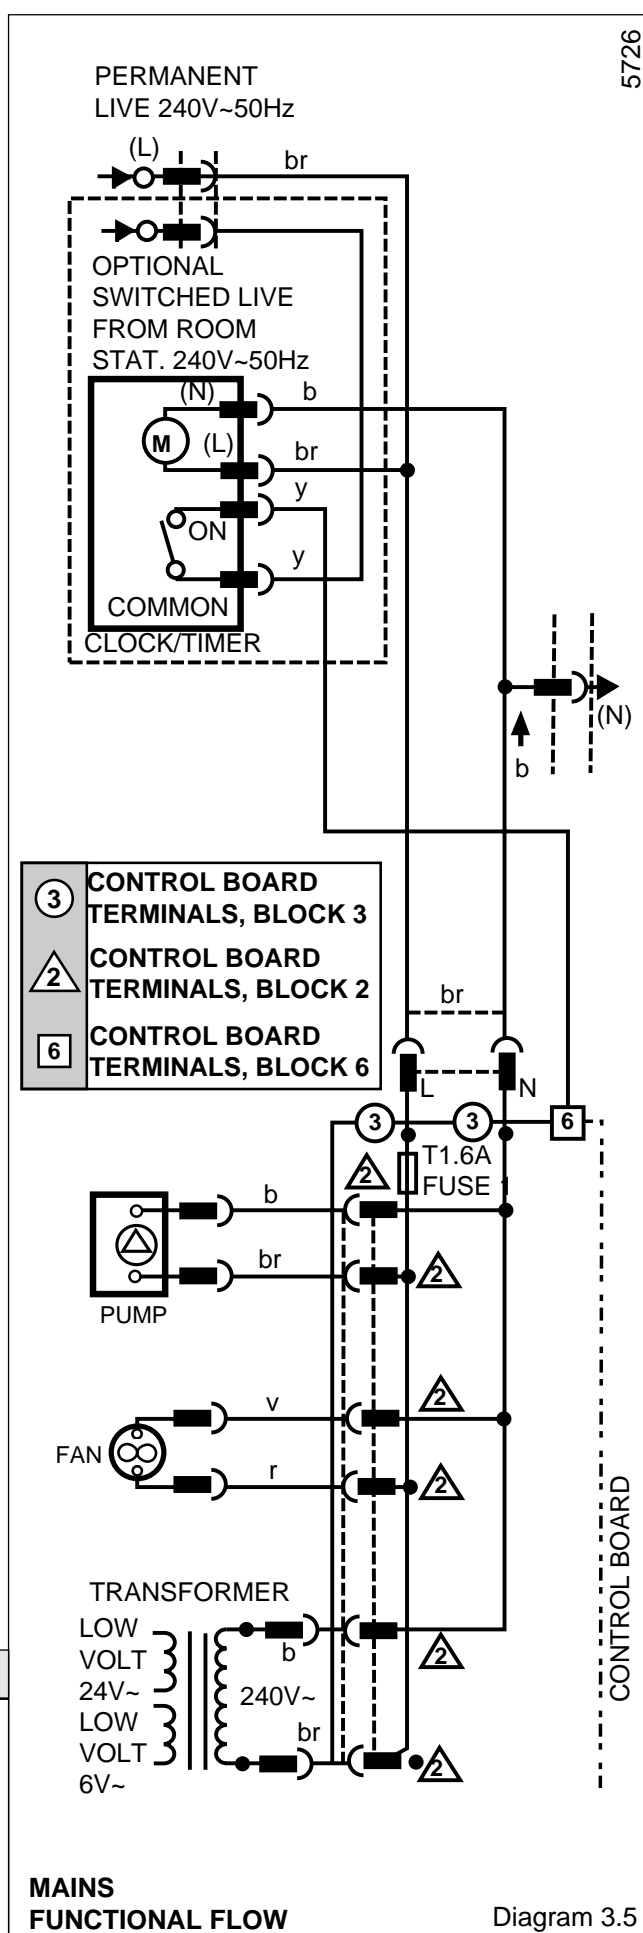 5726
PERMANENT
LIVE 240V~50Hz
(L)
br
OPTIONAL
SWITCHED LIVE
FROM ROOM
STAT. 240V~50Hz
(N)
b
M
(L)
br
y
ON
y
COMMON
CLOCK/TIMER
(N)
b
3 CONTROL BOARD
TERMINALS, BLOCK 3
2 CONTROL BOARD
TERMINALS, BLOCK 2
6 CONTROL BOARD
TERMINALS, BLOCK 6
br
L
N
3
3
6
T1.6A
FUSE 1
2
b
br
2
PUMP
v
2
FAN
r
2
CONTROL BOARD
TRANSFORMER
LOW
VOLT
24V~
b
2
240V~
LOW
VOLT
6V~
br
2
MAINS
FUNCTIONAL FLOW
Diagram 3.5